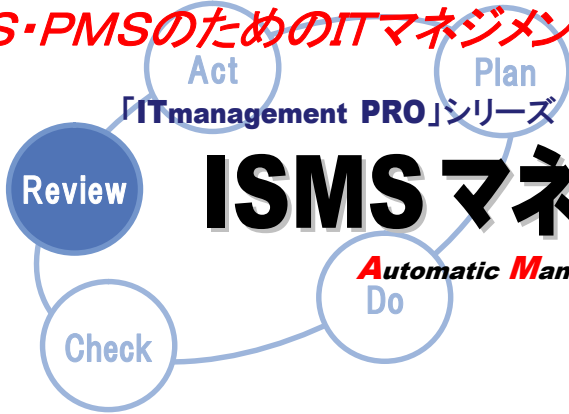 S・PMSのためのITマネジメン
Act
Plan
「ITmanagement PRO」シリーズ
Review
ISMSマネ
Automatic Man
Do
Check